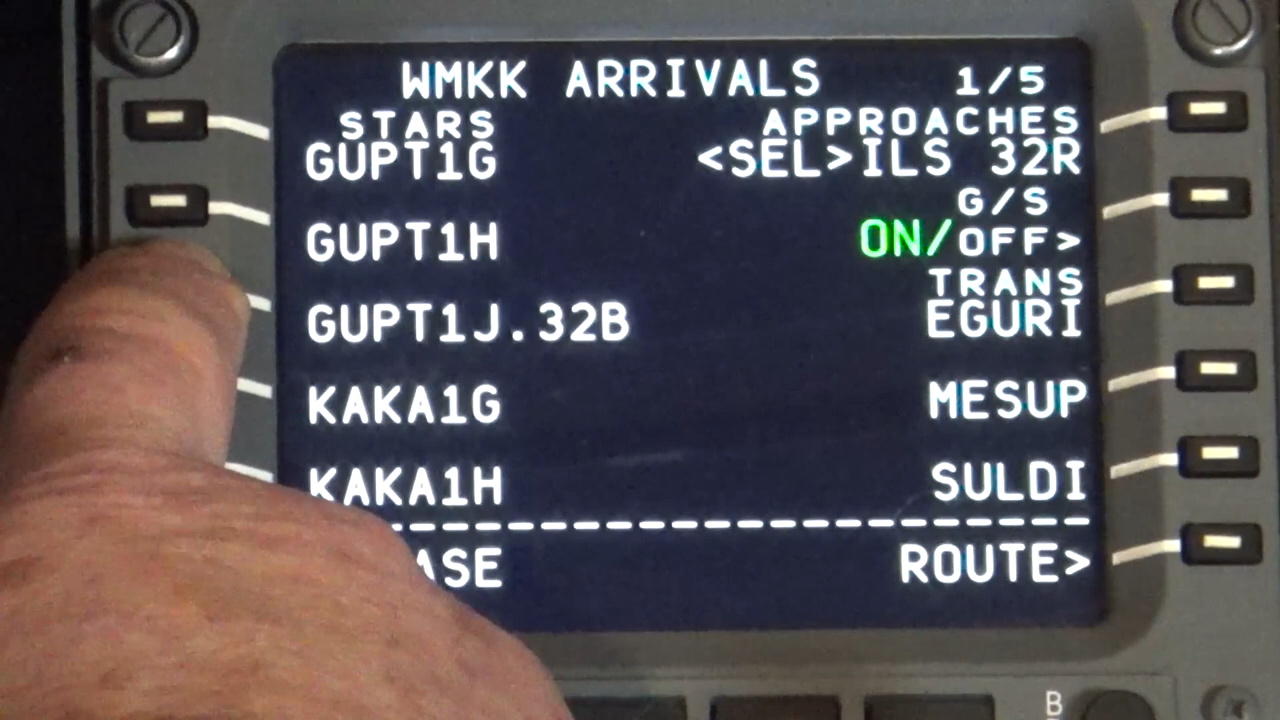 WMKK ARRIVALS 1/5
STARS APPROACHES
GUPT1G <SEL>ILS 32R
G/S
GUPT1H ON/OFF>
TRANS
GUPT1J.32B EGURI
KAKA1G MESUP
KAKA1H SULDI
ROUTE>
B